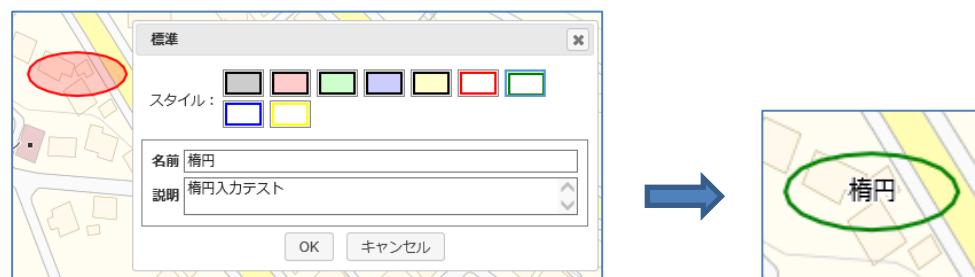 標準
スタイル：
名前 楕円
説明 楕円入力テスト
OK キャンセル
楕円